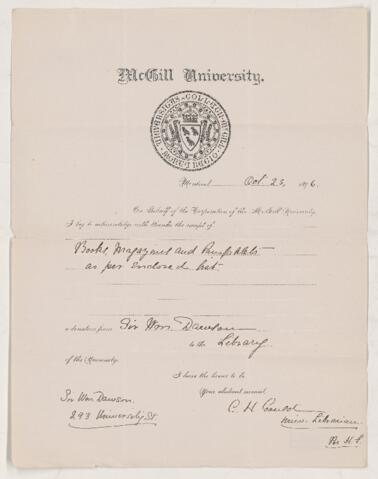 McGill University.
Montreal, Oct. 23, 1896.
On Behalf of the Corporation of the McGill University,
I beg to acknowledge with thanks the receipt of
Books, Magazines and Pamphlets
as per enclosed list.
a donation from Sir Wm. Dawson
to the Library
of the University.
I have the honor to be
Your obedient servant
C. H. Gould
Univ. Librarian
Per H.
Sir Wm Dawson.
293 University St.